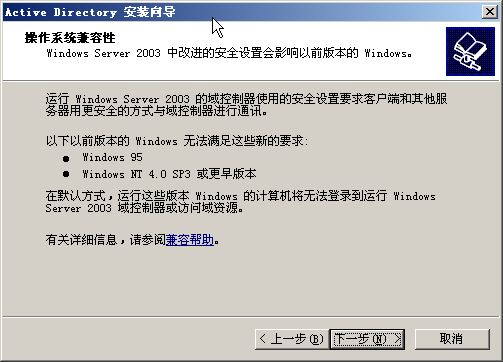 Active Directory 安装向导
操作系统兼容性
Windows Server 2003 中改进的安全设置会影响以前版本的 Windows。
运行 Windows Server 2003 的域控制器使用的安全设置要求客户端和其他服
务器用更安全的方式与域控制器进行通讯。
以下以前版本的 Windows 无法满足这些新的要求:
● Windows 95
● Windows NT 4.0 SP3 或更早版本
在默认方式，运行这些版本 Windows 的计算机将无法登录到运行 Windows
Server 2003 域控制器或访问域资源。
有关详细信息，请参阅兼容帮助。
< 上一步(B) 下一步(N) > 取消